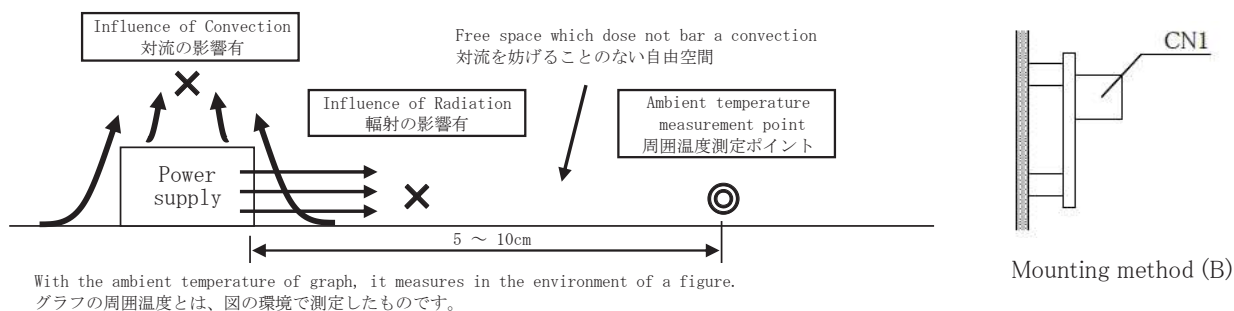 Influence of Convection
対流の影響有
Free space which dose not bar a convection
対流を妨げることのない自由空間
Influence of Radiation
輻射の影響有
Ambient temperature
measurement point
周囲温度測定ポイント
Power
supply
5 ～ 10cm
With the ambient temperature of graph, it measures in the environment of a figure.
グラフの周囲温度とは、図の環境で測定したものです。
CN1
Mounting method (B)